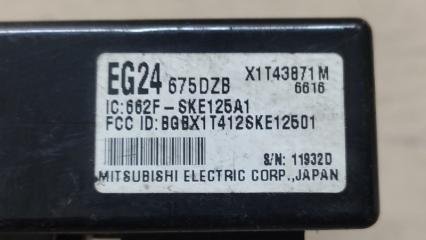 EG24 675DZB X1T43871M
6616
IC:662F-SKE125A1
FCC ID:BGBX1T412SKE12501
S/N: 11932D
MITSUBISHI ELECTRIC CORP.,JAPAN